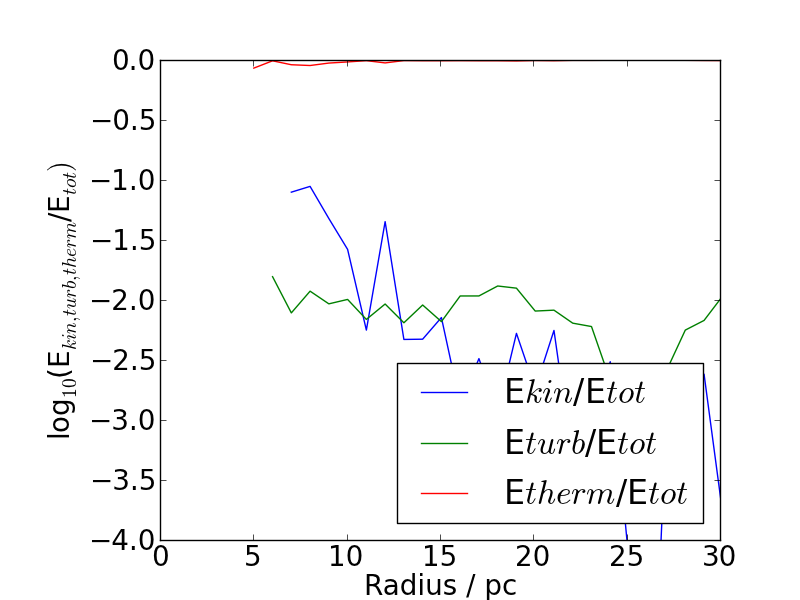 log10(Ekin,turb,therm/Etot)
0.0
−0.5
−1.0
−1.5
−2.0
−2.5
−3.0
−3.5
−4.0
Ekin/Etot
Eturb/Etot
Etherm/Etot
0 5 10 15 20 25 30
Radius / pc